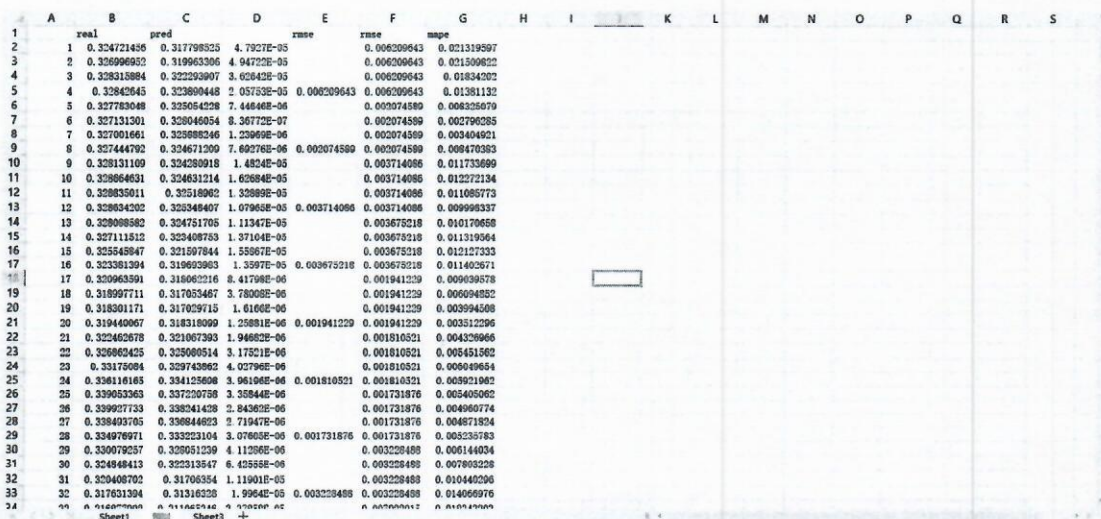 A B C D E F G H I J K L M N O P Q R S
1 real pred rmse rmse mape
2 1 0.324721456 0.317798525 4.7927E-05 0.006209643 0.021319597
3 2 0.326996952 0.319963306 4.94722E-05 0.006209643 0.021509822
4 3 0.328315884 0.322293907 3.62642E-05 0.006209643 0.01834202
5 4 0.32842645 0.323890448 2.05753E-05 0.006209643 0.006209643 0.01381132
6 5 0.327783048 0.325054228 7.44646E-06 0.002074589 0.008325079
7 6 0.327131301 0.328046054 8.36772E-07 0.002074589 0.002796285
8 7 0.327001661 0.325888246 1.23969E-06 0.002074589 0.003404921
9 8 0.327444792 0.324671209 7.69276E-06 0.002074589 0.002074589 0.008470383
10 9 0.328131109 0.324280918 1.4824E-05 0.003714086 0.011733699
11 10 0.328664631 0.324631214 1.62684E-05 0.003714086 0.012272134
12 11 0.328835011 0.32518962 1.32889E-05 0.003714086 0.011085773
13 12 0.328634202 0.325348407 1.07965E-05 0.003714086 0.003714086 0.009998337
14 13 0.328088582 0.324751705 1.11347E-05 0.003675218 0.010170658
15 14 0.327111512 0.323408753 1.37104E-05 0.003675218 0.011319564
16 15 0.325545847 0.321597844 1.55867E-05 0.003675218 0.012127333
17 16 0.323381394 0.319693983 1.3597E-05 0.003675218 0.003675218 0.011402671
17 0.320963591 0.318062216 8.41798E-06 0.001941229 0.009039578
19 18 0.318997711 0.317053467 3.78008E-06 0.001941229 0.006094852
20 19 0.318301171 0.317029715 1.6166E-06 0.001941229 0.003994508
21 20 0.319440067 0.318318099 1.25881E-06 0.001941229 0.001941229 0.003512296
22 21 0.322462678 0.321067393 1.94682E-06 0.001810521 0.004326966
23 22 0.326862425 0.325080514 3.17521E-06 0.001810521 0.005451562
24 23 0.33175084 0.329743862 4.02796E-06 0.001810521 0.006049654
25 24 0.336116165 0.334125698 3.96196E-06 0.001810521 0.001810521 0.005921962
26 25 0.339053363 0.337220758 3.35844E-06 0.001731876 0.005405062
27 26 0.339927733 0.338241428 2.84362E-06 0.001731876 0.004960774
28 27 0.338493705 0.336844623 2.71947E-06 0.001731876 0.004871824
29 28 0.334976971 0.333223104 3.07605E-06 0.001731876 0.001731876 0.005235783
30 29 0.330079257 0.328051239 4.11286E-06 0.003228488 0.006144034
31 30 0.324848413 0.322313547 6.42555E-06 0.003228488 0.007803228
32 31 0.320408702 0.31706354 1.11901E-05 0.003228488 0.010440296
33 32 0.317631394 0.31316328 1.9964E-05 0.003228488 0.003228488 0.014066976
Sheet1 Sheet3 +